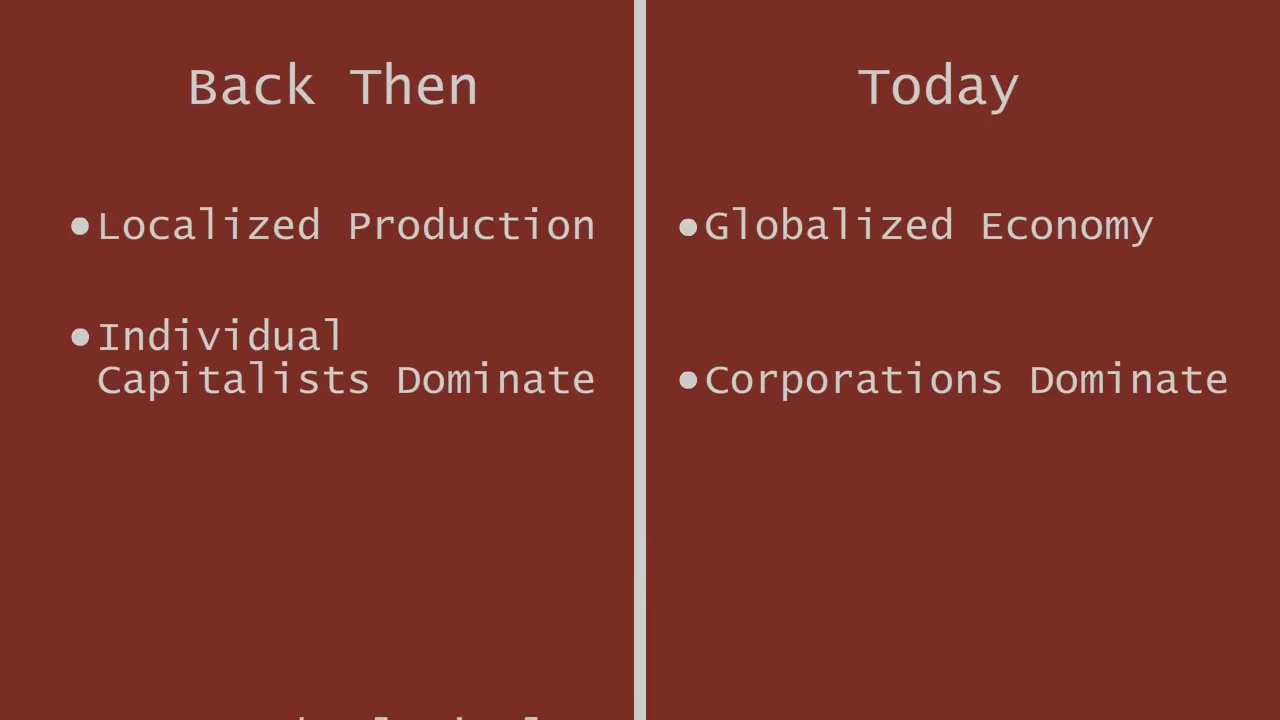 Back Then
•Localized Production
•Individual
Capitalists Dominate
Today
•Globalized Economy
•Corporations Dominate